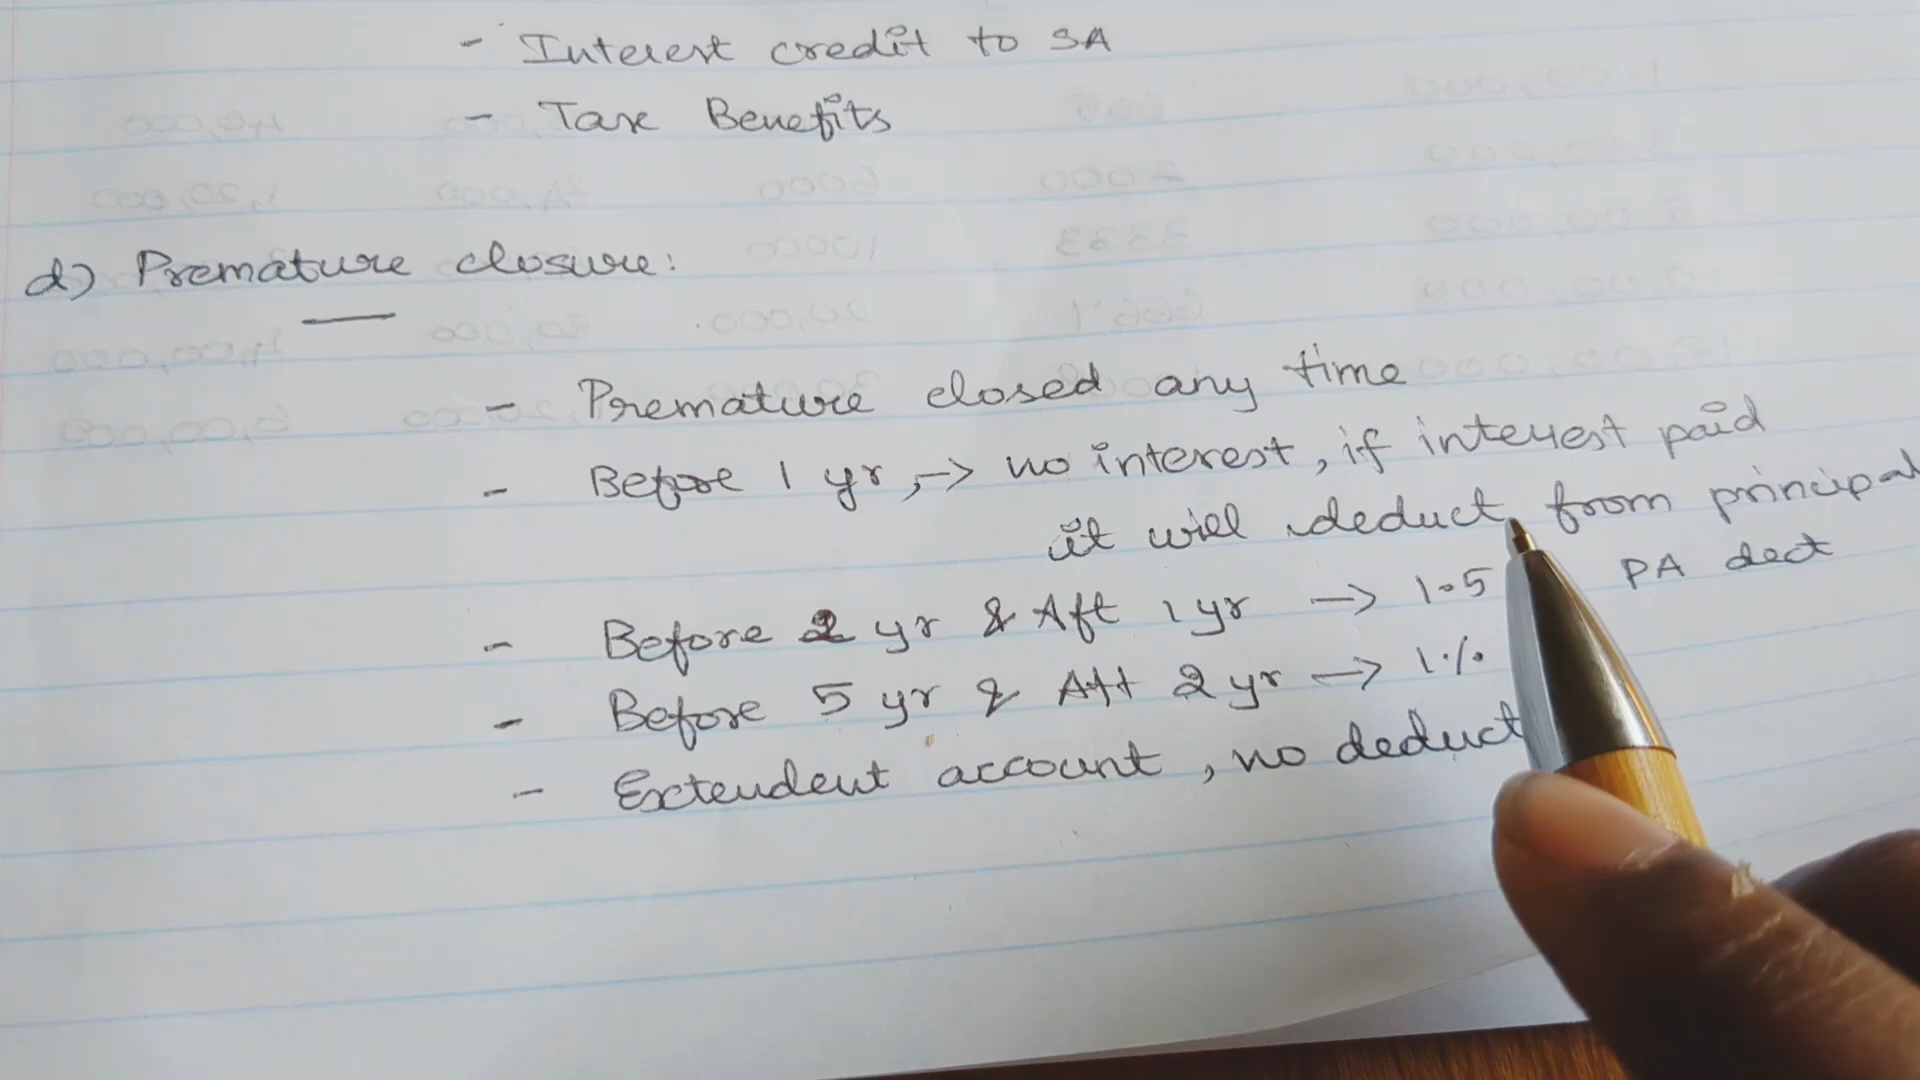 - Interest credit to SA
- Tax Benefits
d) Premature closure:
- Premature closed any time
- Before 1 yr, -> no interest, if interest paid
it will deduct from principal
- Before 2 yr & Aft 1 yr -> 1.5 PA dect
- Before 5 yr & Aft 2 yr -> 1%
- Extendent account, no deduct